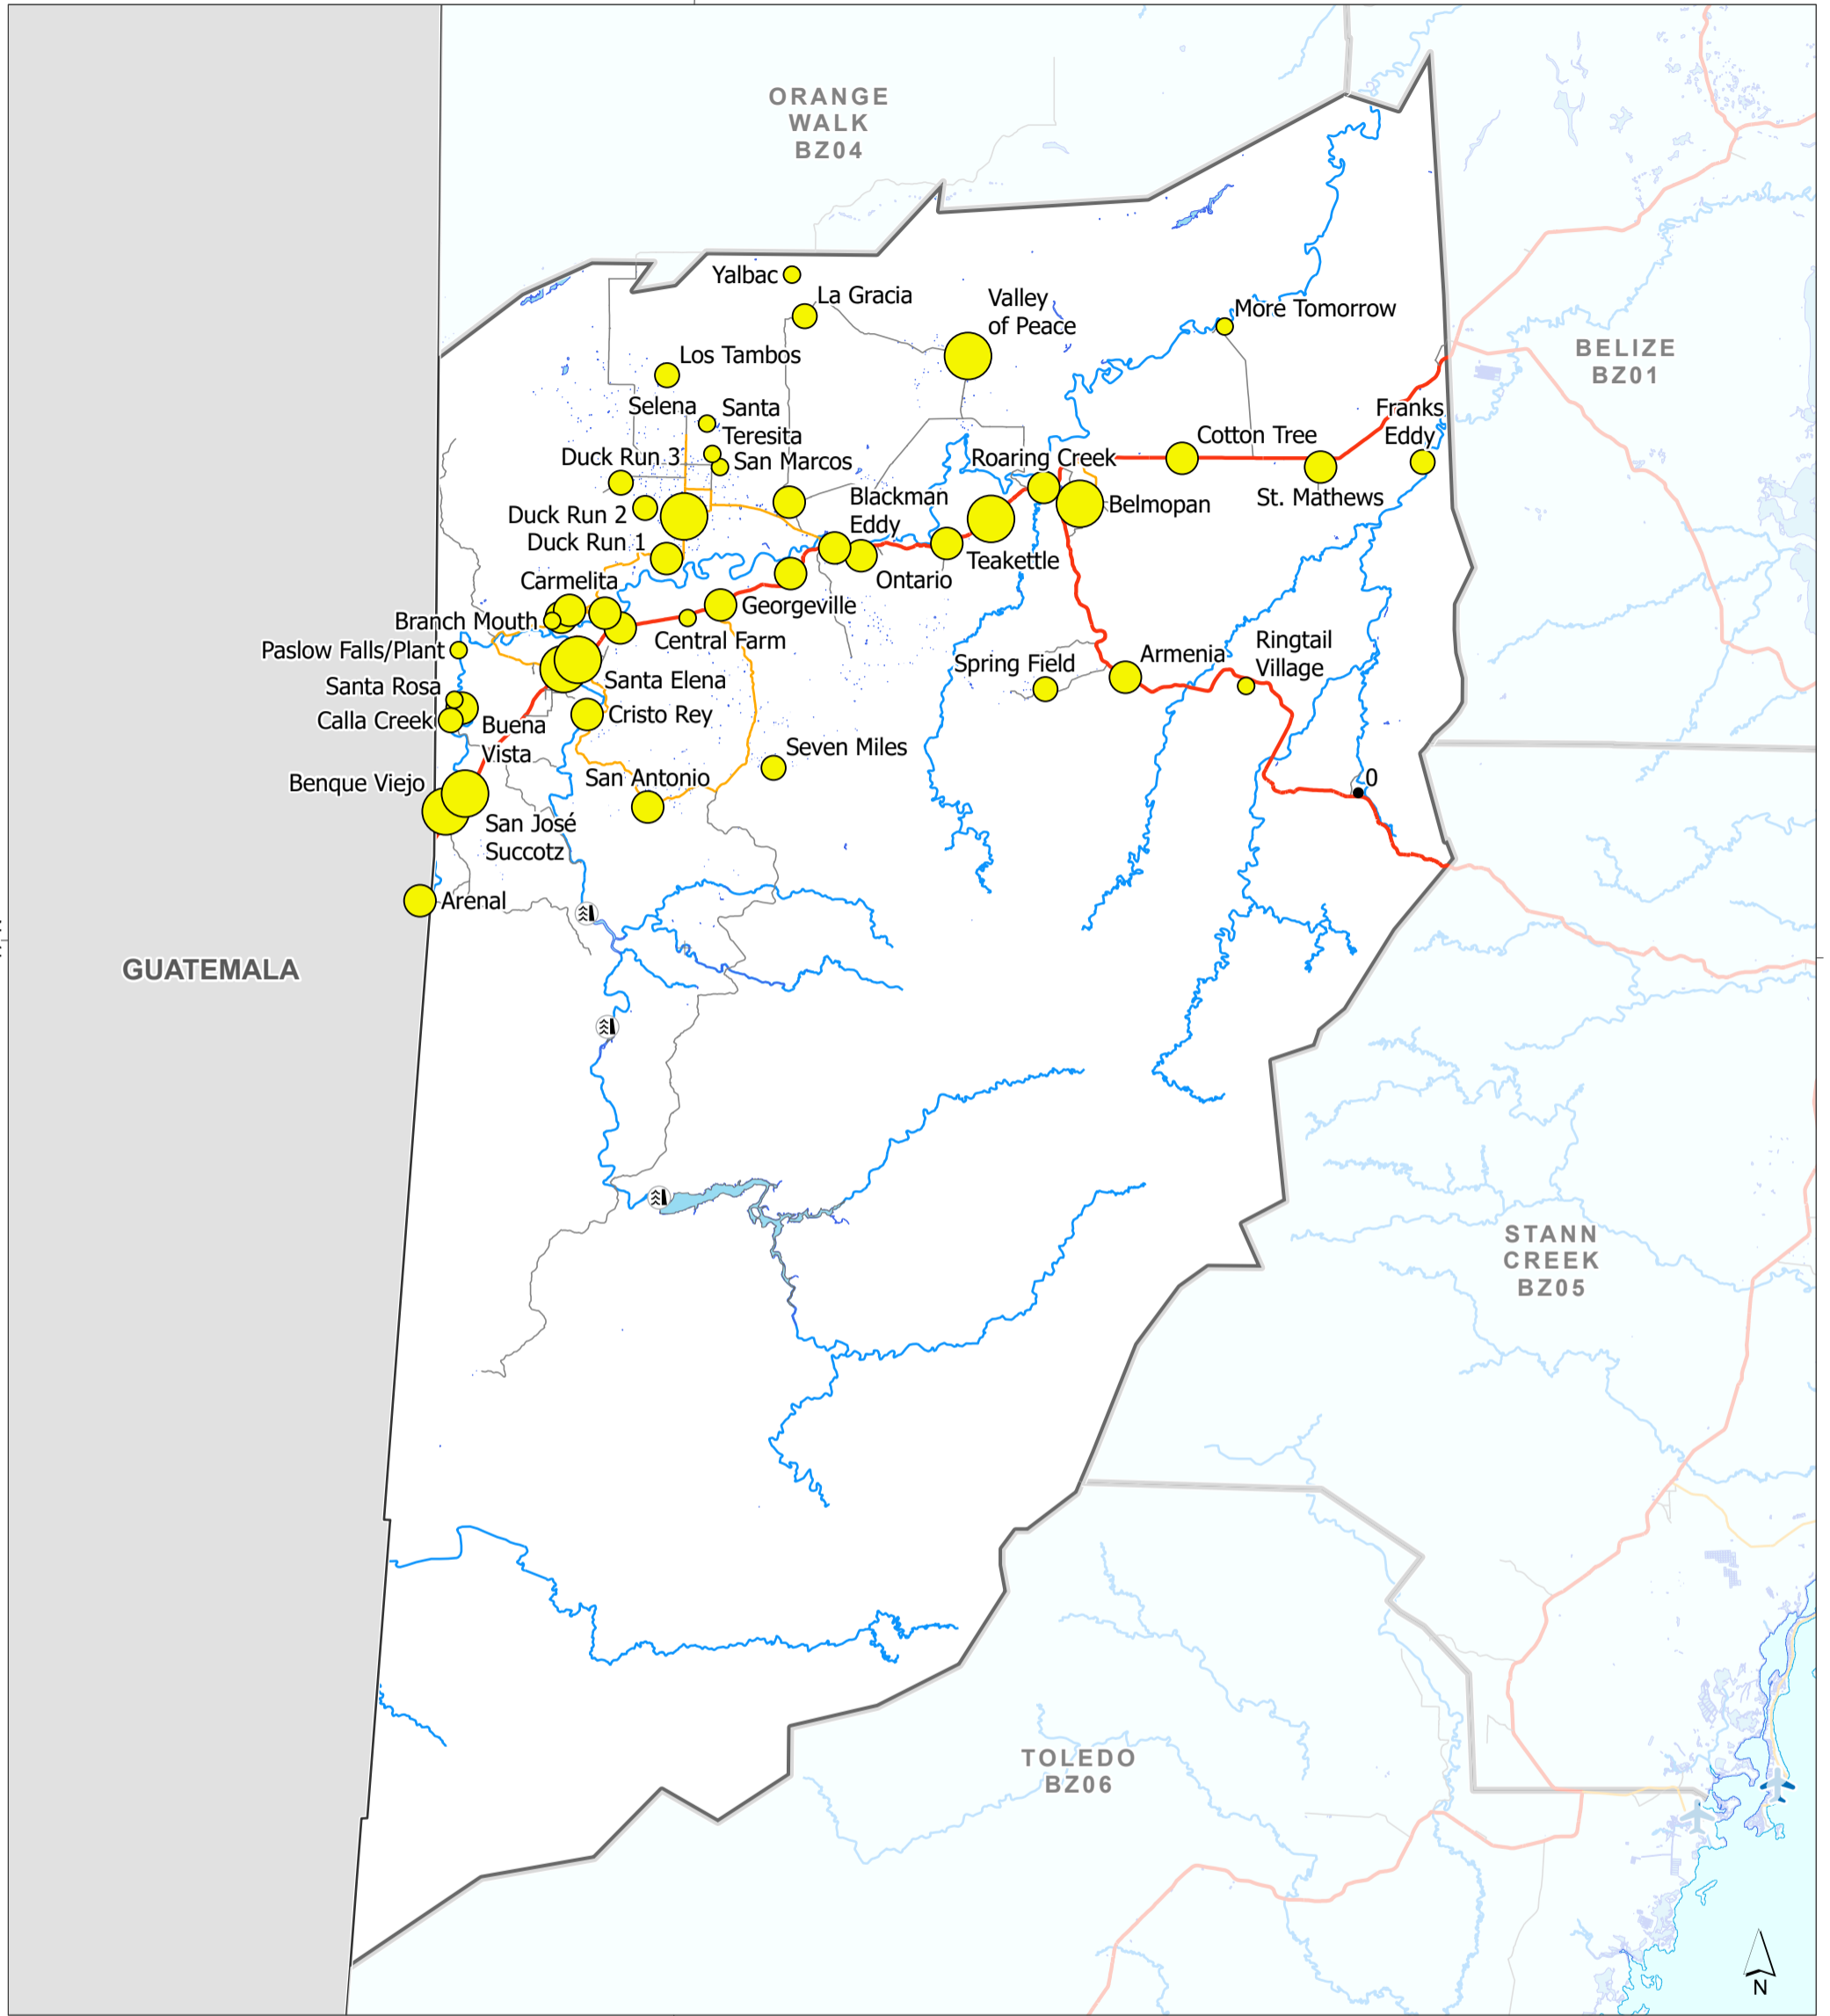 ORANGE
WALK
BZ04
Yalbac
La Gracia
Valley
of Peace
More Tomorrow
BELIZE
BZ01
Los Tambos
Selena
Santa
Teresita
Franks
Eddy
Cotton Tree
Duck Run 3
San Marcos
Roaring Creek
St. Mathews
Duck Run 2
Blackman
Eddy
Belmopan
Duck Run 1
Teakettle
Ontario
Carmelita
Georgeville
Branch Mouth
Central Farm
Paslow Falls/Plant
Spring Field
Armenia
Ringtail
Village
Santa Elena
Santa Rosa
Calla Creek
Cristo Rey
Buena
Vista
Seven Miles
Benque Viejo
San Antonio
0
San José
Succotz
Arenal
GUATEMALA
STANN
CREEK
BZ05
TOLEDO
BZ06
N